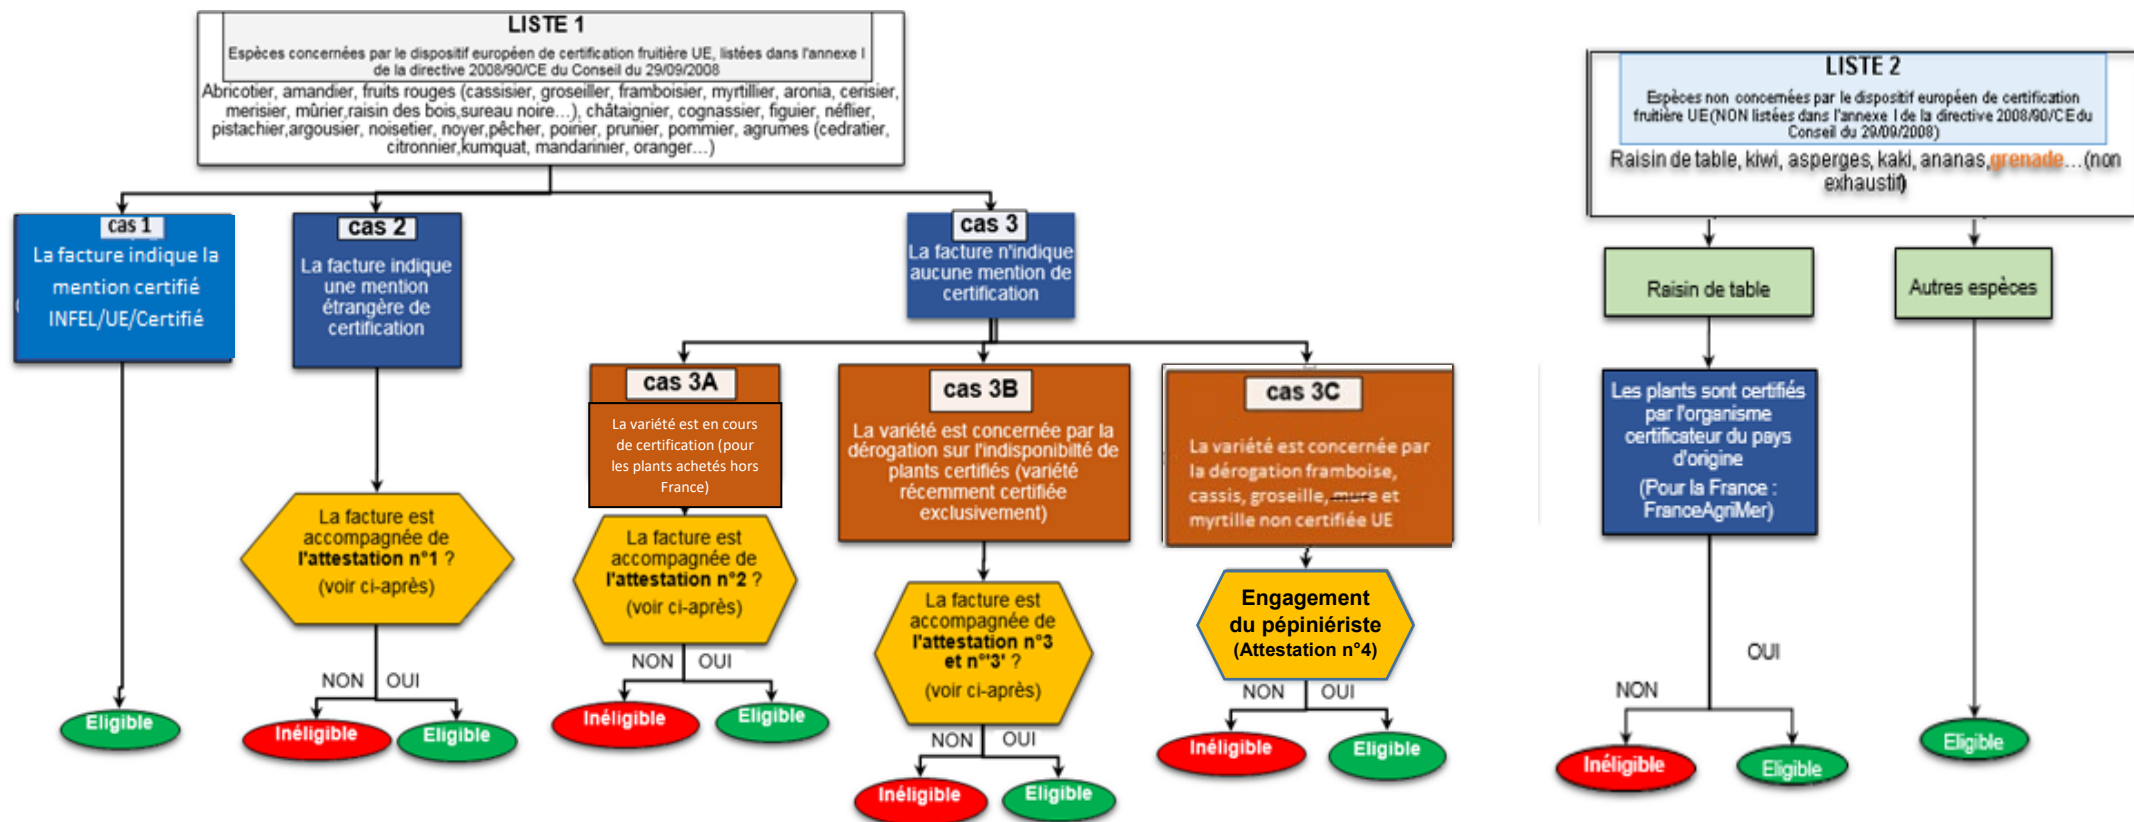 LISTE 1
Espèces concernées par le dispositif européen de certification fruitière UE, listées dans l'annexe I
de la directive 2008/90/CE du Conseil du 29/09/2008
Abricotier, amandier, fruits rouges (cassisier, groseiller, framboisier, myrtillier, aronia, cerisier,
merisier, mûrier,raisin des bois,sureau noire...), châtaignier, cognassier, figuier, néflier,
pistachier,argousier, noisetier, noyer,pêcher, poirier, prunier, pommier, agrumes (cedratier,
citronnier,kumquat, mandarinier, oranger...)
cas 1
La facture indique la
mention certifié
INFEL/UE/Certifié
Eligible
cas 2
La facture indique
une mention
étrangère de
certification
La facture est
accompagnée de
l'attestation n°1 ?
(voir ci-après)
NON OUI
Inéligible
Eligible
cas 3
La facture n'indique
aucune mention de
certification
cas 3A
La variété est en cours
de certification (pour
les plants achetés hors
France)
La facture est
accompagnée de
l'attestation n°2 ?
(voir ci-après)
NON OUI
Inéligible
Eligible
cas 3B
La variété est concernée par la
dérogation sur l'indisponibilté de
plants certifiés (variété
récemment certifiée
exclusivement)
La facture est
accompagnée de
l'attestation n°3
et n°'3' ?
(voir ci-après)
NON OUI
Inéligible
Eligible
cas 3C
La variété est concernée par
la dérogation framboise,
cassis, groseille, mure et
myrtille non certifiée UE
Engagement
du pépiniériste
(Attestation n°4)
NON OUI
Inéligible
Eligible
LISTE 2
Espèces non concernées par le dispositif européen de certification
fruitière UE(NON listées dans l'annexe I de la directive 2008/90/CE du
Conseil du 29/09/2008)
Raisin de table, kiwi, asperges, kaki, ananas,grenade...(non
exhaustif)
Raisin de table
Les plants sont certifiés
par l'organisme
certificateur du pays
d'origine
(Pour la France :
FranceAgriMer)
OUI
NON
Inéligible
Eligible
Autres espèces
Eligible